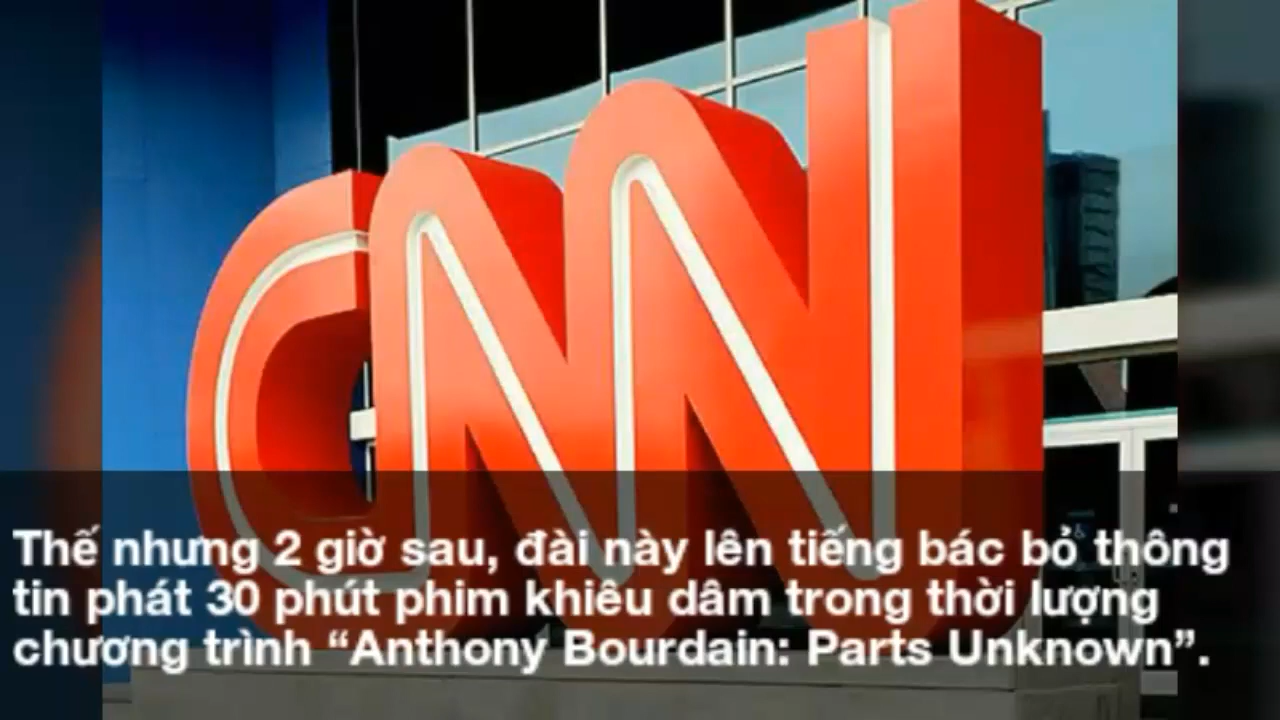 CNN
Thế nhưng 2 giờ sau, đài này lên tiếng bác bỏ thông
tin phát 30 phút phim khiêu dâm trong thời lượng
chương trình “Anthony Bourdain: Parts Unknown”.